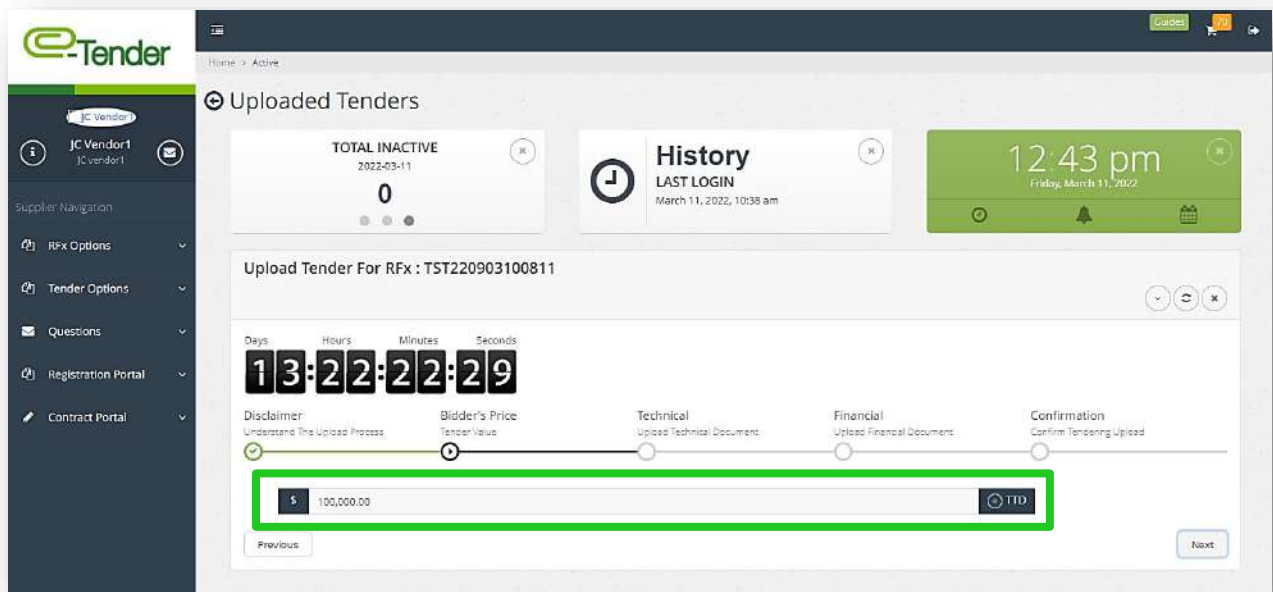 e-Tender
Guides
70
Home > Active
Uploaded Tenders
JC Vendor1
JC Vendor1
JC vendor1
Supplier Navigation
RFx Options
Tender Options
Questions
Registration Portal
Contract Portal
TOTAL INACTIVE
2022-03-11
0
History
LAST LOGIN
March 11, 2022, 10:38 am
12:43 pm
Friday, March 11, 2022
Upload Tender For RFx : TST220903100811
Days Hours Minutes Seconds
13:22:22:29
Disclaimer Bidder's Price Technical Financial Confirmation
Understand The Upload Process Tender Value Upload Technical Document Upload Financial Document Confirm Tendering Upload
$ 100,000.00 TTD
Previous Next